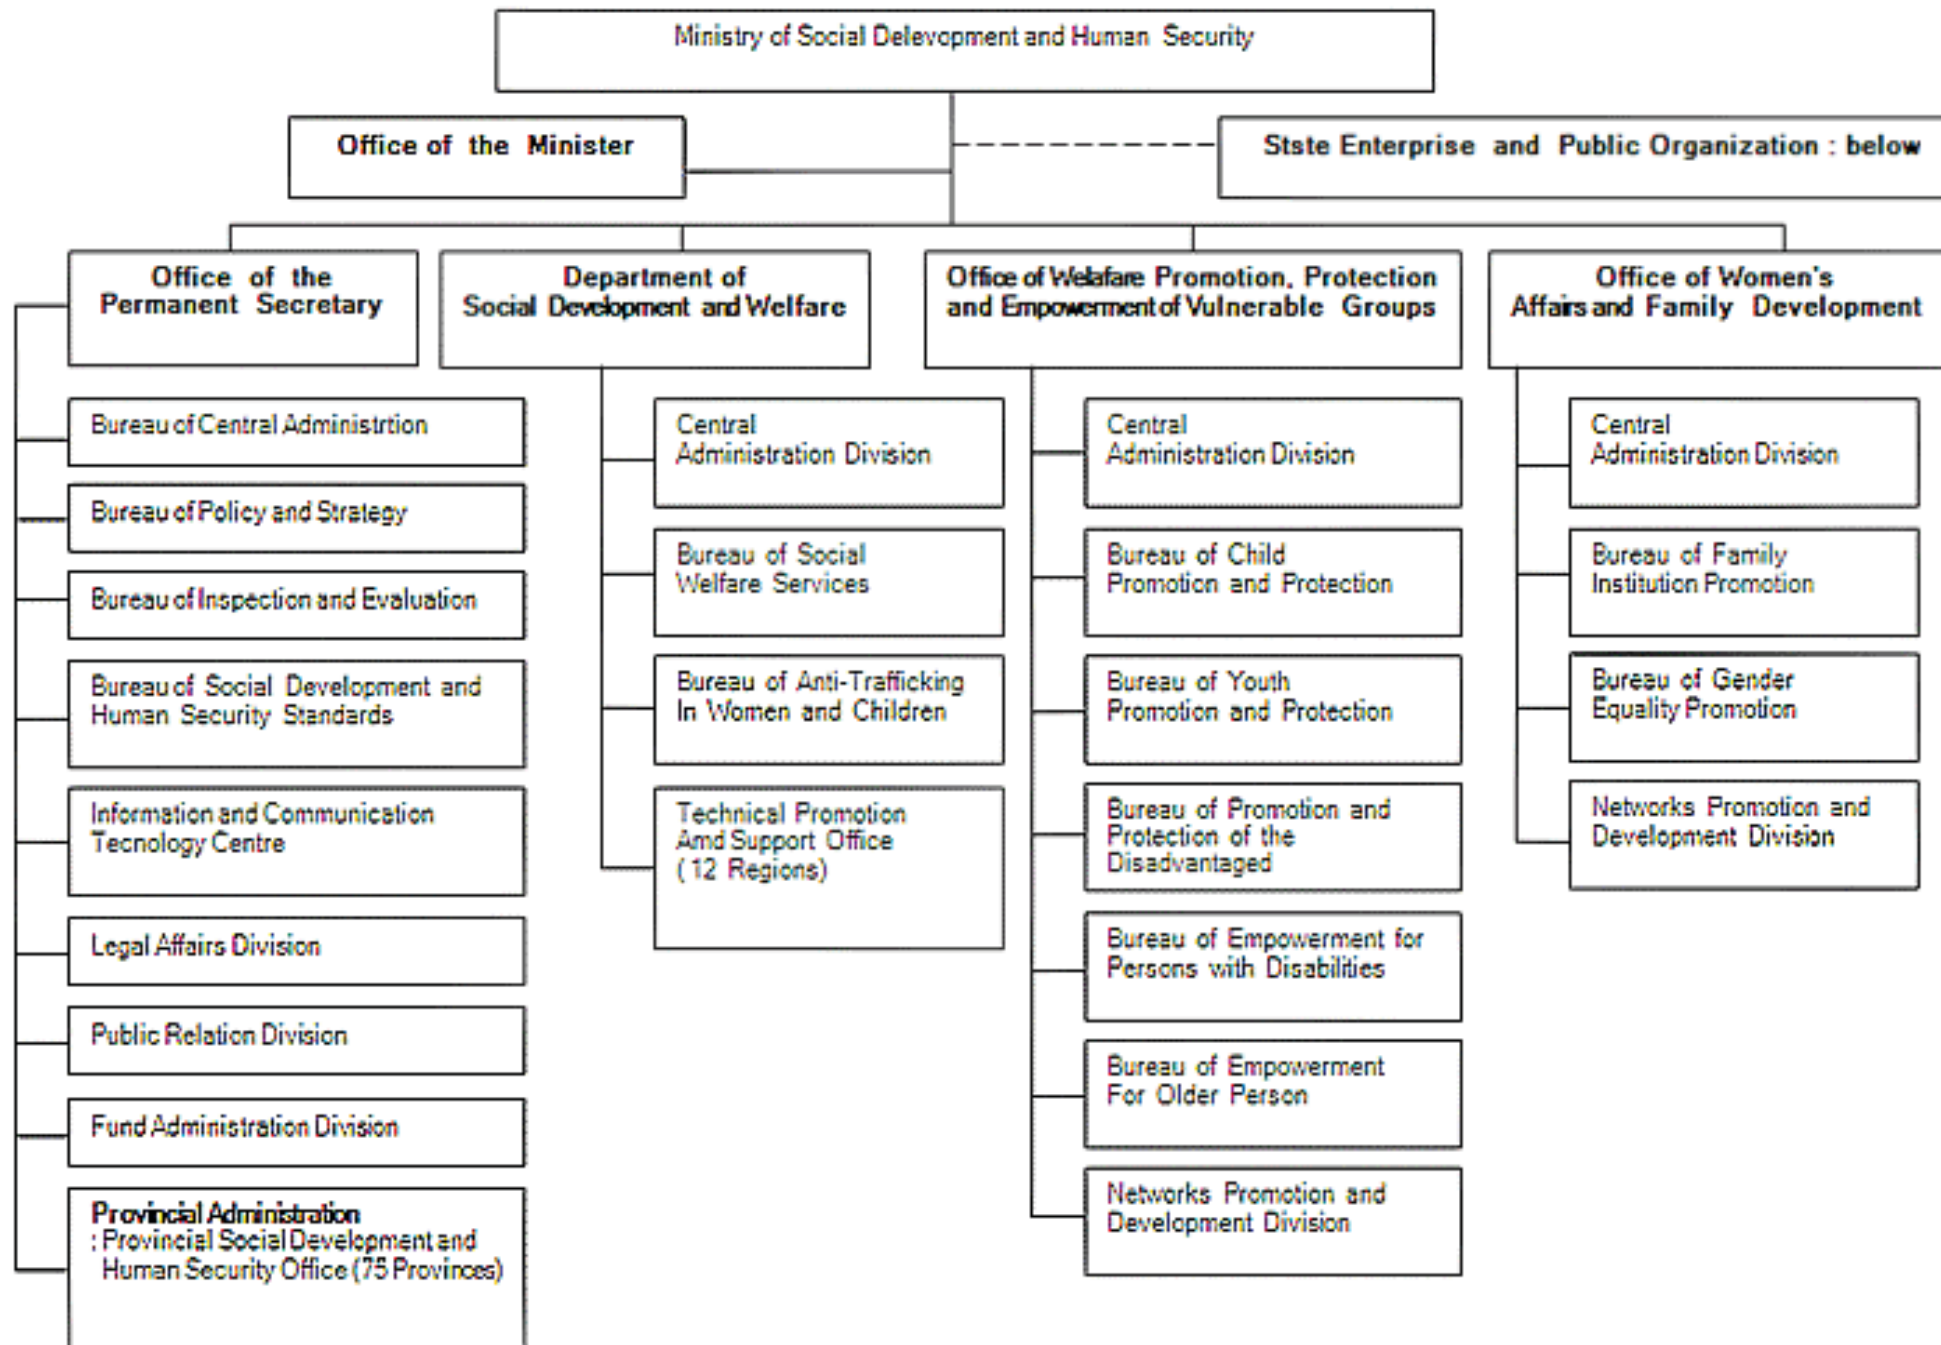 Ministry of Social Delevopment and Human Security
Office of the Minister
Stste Enterprise and Public Organization : below
Office of the
Permanent Secretary
Department of
Social Development and Welfare
Office of Welafare Promotion, Protection
and Empowerment of Vulnerable Groups
Office of Women's
Affairs and Family Development
Bureau of Central Administrtion
Bureau of Policy and Strategy
Bureau of Inspection and Evaluation
Bureau of Social Development and
Human Security Standards
Information and Communication
Tecnology Centre
Legal Affairs Division
Public Relation Division
Fund Administration Division
Provincial Administration
: Provincial Social Development and
Human Security Office (75 Provinces)
Central
Administration Division
Bureau of Social
Welfare Services
Bureau of Anti-Trafficking
In Women and Children
Technical Promotion
Amd Support Office
( 12 Regions)
Central
Administration Division
Bureau of Child
Promotion and Protection
Bureau of Youth
Promotion and Protection
Bureau of Promotion and
Protection of the
Disadvantaged
Bureau of Empowerment for
Persons with Disabilities
Bureau of Empowerment
For Older Person
Networks Promotion and
Development Division
Central
Administration Division
Bureau of Family
Institution Promotion
Bureau of Gender
Equality Promotion
Networks Promotion and
Development Division